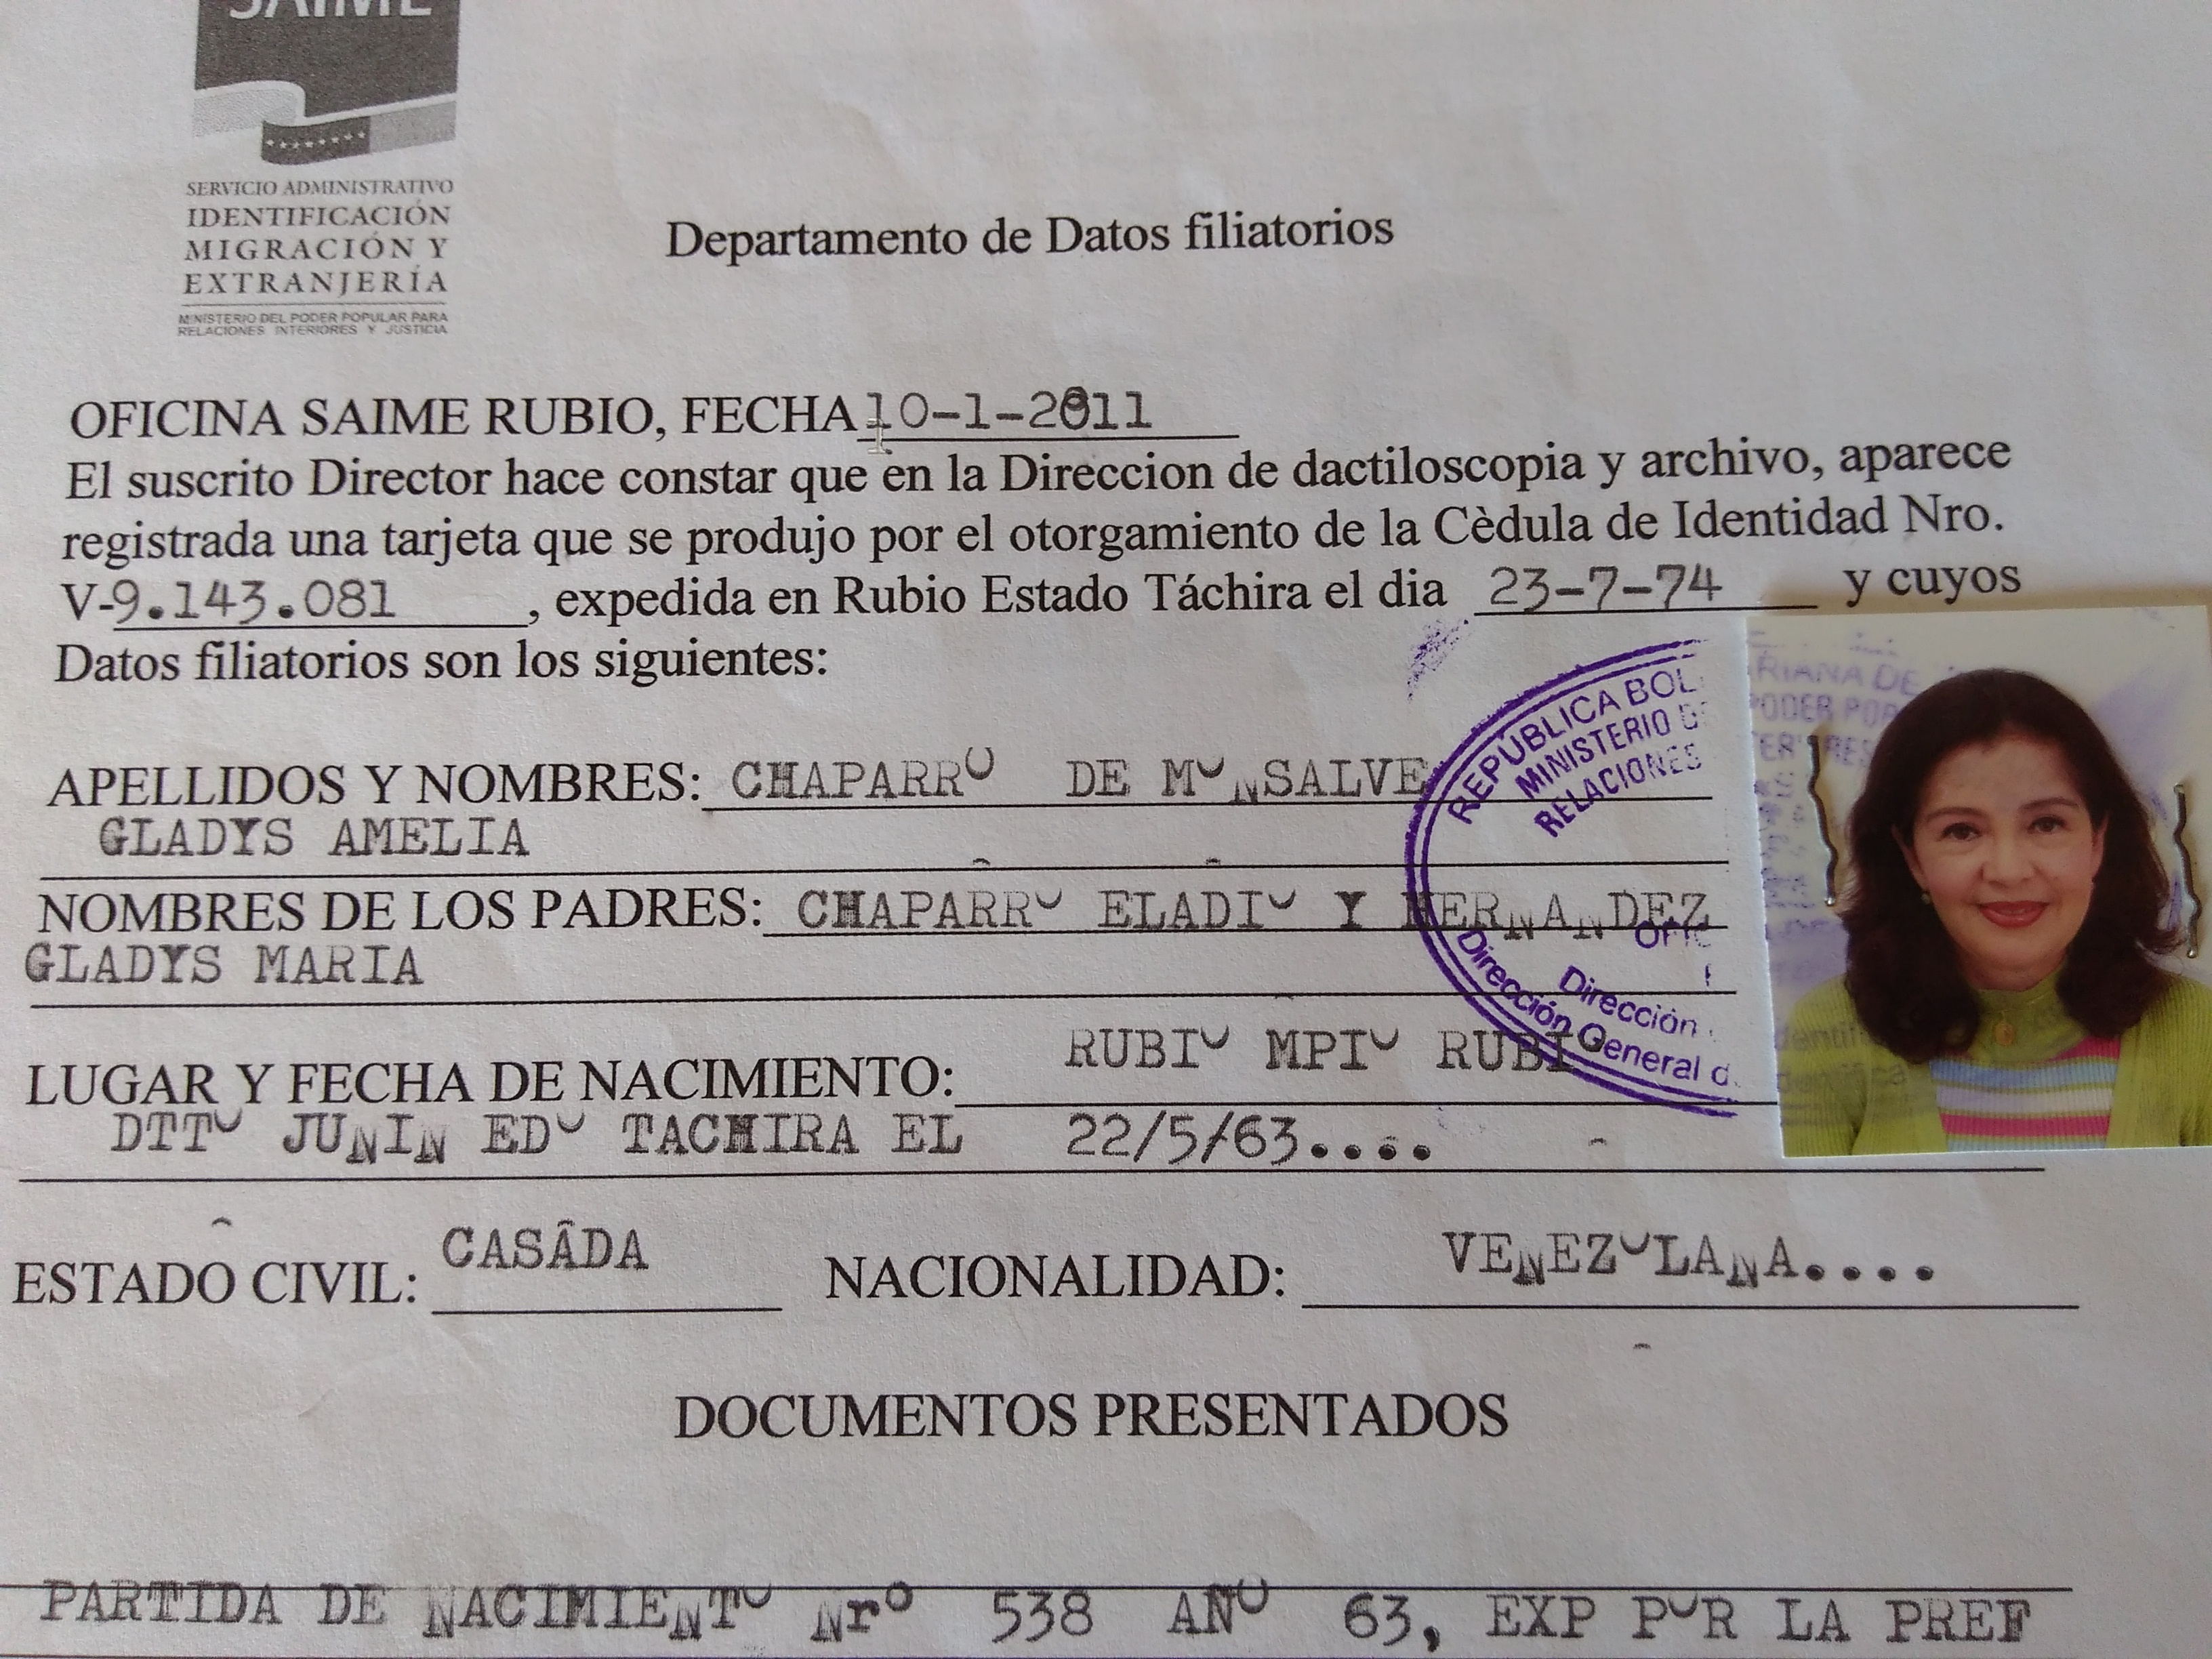 SAIME
SERVICIO ADMINISTRATIVO
IDENTIFICACIÓN
MIGRACIÓN Y
EXTRANJERÍA
MINISTERIO DEL PODER POPULAR PARA
RELACIONES INTERIORES Y JUSTICIA
Departamento de Datos filiatorios
OFICINA SAIME RUBIO, FECHA 10-1-2011
El suscrito Director hace constar que en la Direccion de dactiloscopia y archivo, aparece
registrada una tarjeta que se produjo por el otorgamiento de la Cèdula de Identidad Nro.
V-9.143.081 , expedida en Rubio Estado Táchira el dia 23-7-74 y cuyos
Datos filiatorios son los siguientes:
APELLIDOS Y NOMBRES: CHAPARRO DE MONSALVE
GLADYS AMELIA
NOMBRES DE LOS PADRES: CHAPARRO ELADIO Y HERNANDEZ
GLADYS MARIA
LUGAR Y FECHA DE NACIMIENTO: RUBIO MPIO RUBIO
DTTO JUNIN EDO TACHIRA EL 22/5/63....
ESTADO CIVIL: CASÂDA NACIONALIDAD: VENEZOLANA....
DOCUMENTOS PRESENTADOS
PARTIDA DE NACIMIENTO Nrº 538 AÑO 63, EXP POR LA PREF
REPÚBLICA BOL
MINISTERIO D
RELACIONES
Dirección
Dirección General d
RIANA DE
PODER POP